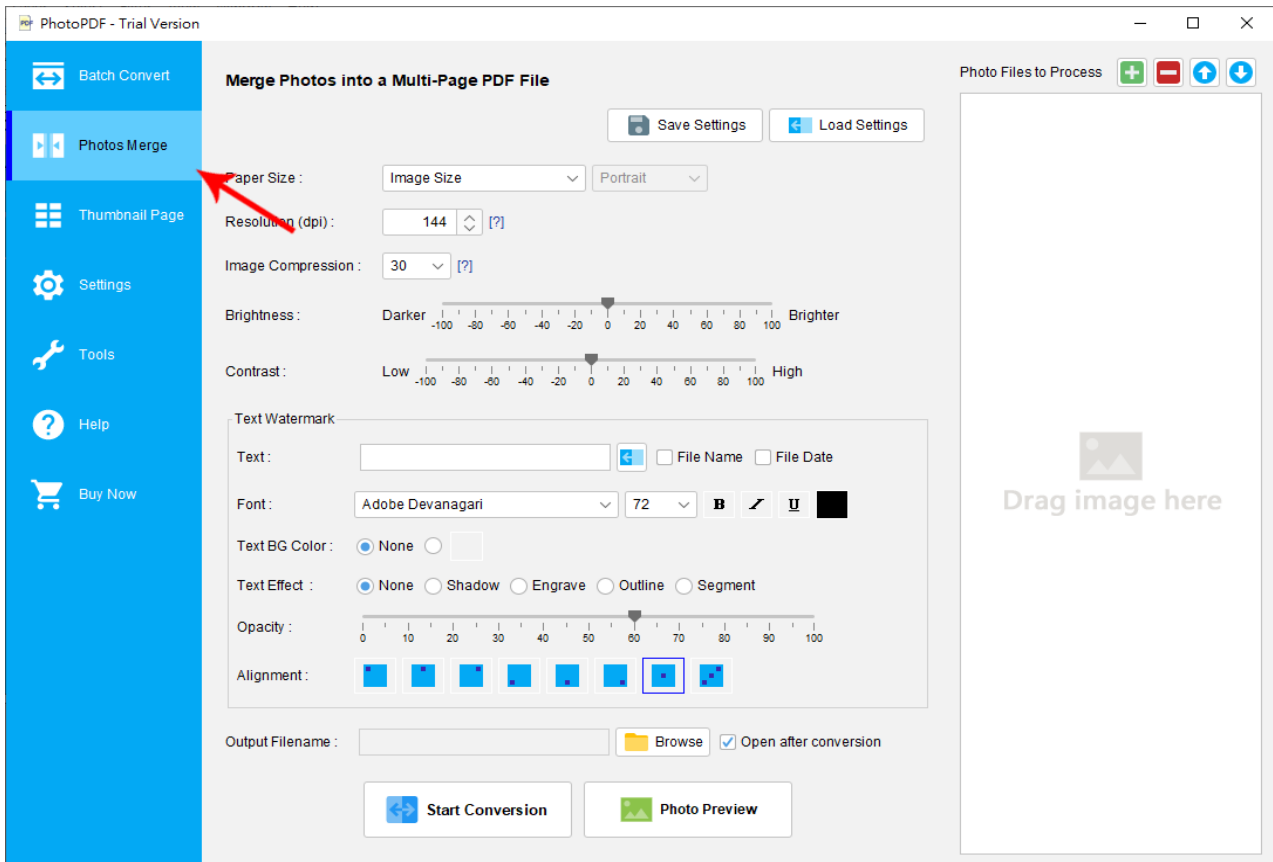 PhotoPDF - Trial Version
Batch Convert
Photos Merge
Thumbnail Page
Settings
Tools
Help
Buy Now
Merge Photos into a Multi-Page PDF File
Save Settings Load Settings
Paper Size : Image Size Portrait
Resolution (dpi) : 144 [?]
Image Compression : 30 [?]
Brightness : Darker -100 -80 -60 -40 -20 0 20 40 60 80 100 Brighter
Contrast : Low -100 -80 -60 -40 -20 0 20 40 60 80 100 High
Text Watermark
Text : File Name File Date
Font : Adobe Devanagari 72 B I U
Text BG Color : None
Text Effect : None Shadow Engrave Outline Segment
Opacity : 0 10 20 30 40 50 60 70 80 90 100
Alignment :
Output Filename : Browse Open after conversion
Start Conversion Photo Preview
Photo Files to Process
Drag image here